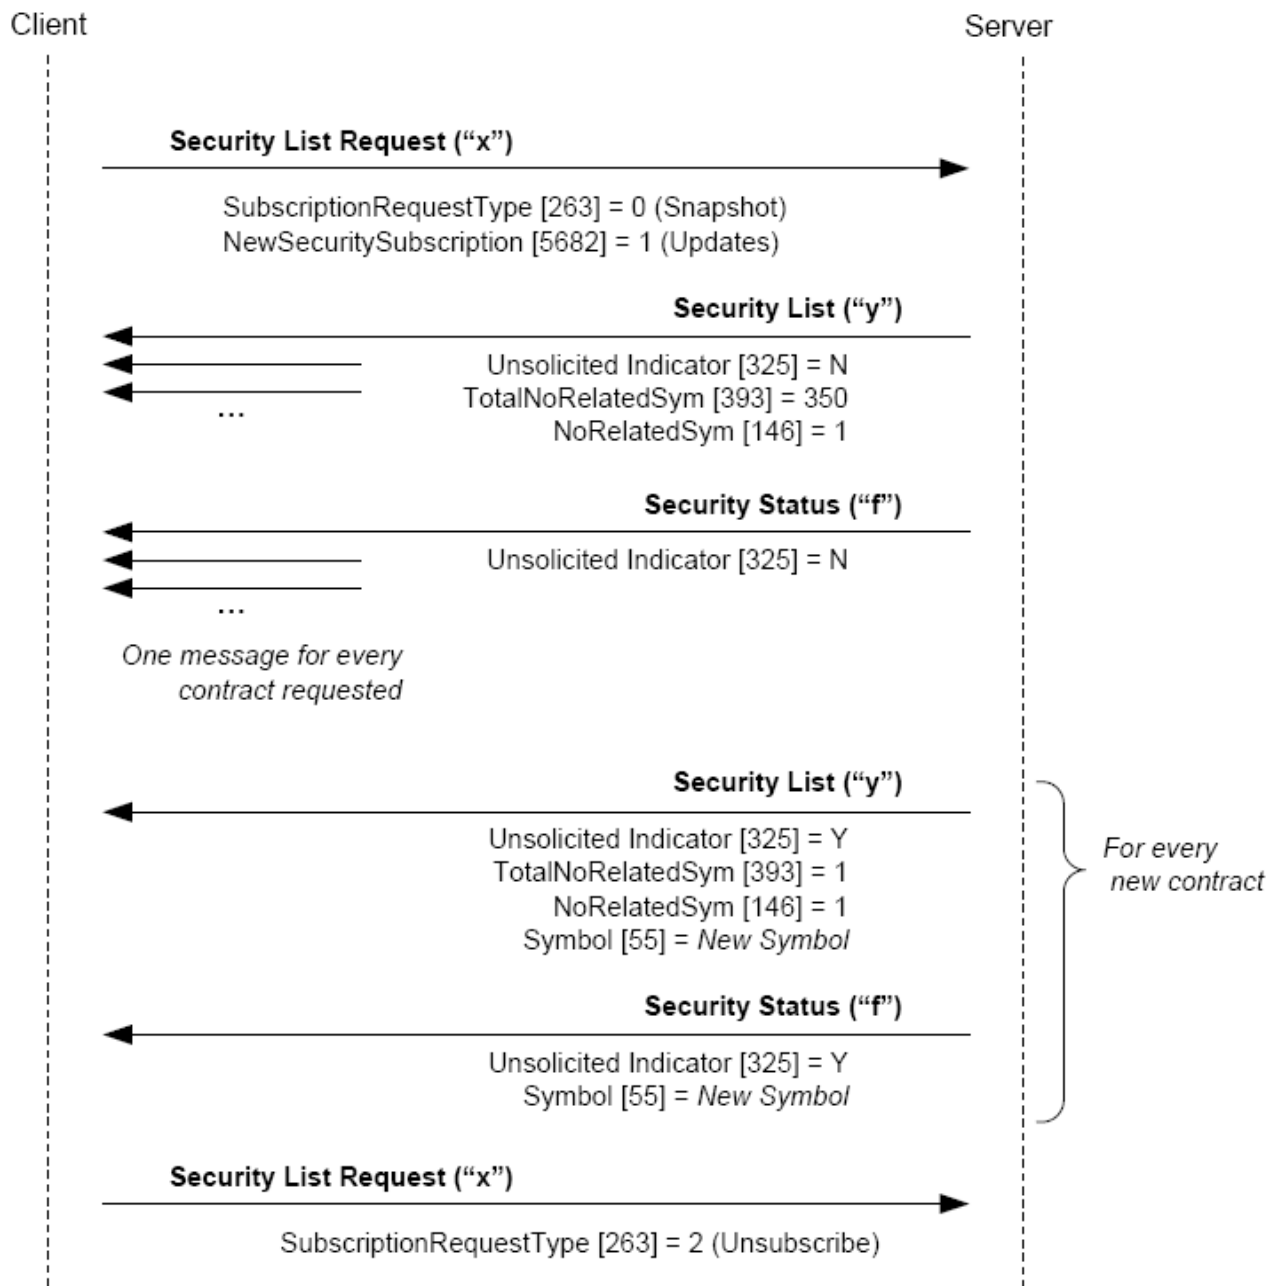 Client
Server
Security List Request (“x”)
SubscriptionRequestType [263] = 0 (Snapshot)
NewSecuritySubscription [5682] = 1 (Updates)
Security List (“y”)
Unsolicited Indicator [325] = N
TotalNoRelatedSym [393] = 350
...
NoRelatedSym [146] = 1
Security Status (“f”)
Unsolicited Indicator [325] = N
...
One message for every
contract requested
Security List (“y”)
Unsolicited Indicator [325] = Y
TotalNoRelatedSym [393] = 1
NoRelatedSym [146] = 1
Symbol [55] = New Symbol
For every
new contract
Security Status (“f”)
Unsolicited Indicator [325] = Y
Symbol [55] = New Symbol
Security List Request (“x”)
SubscriptionRequestType [263] = 2 (Unsubscribe)